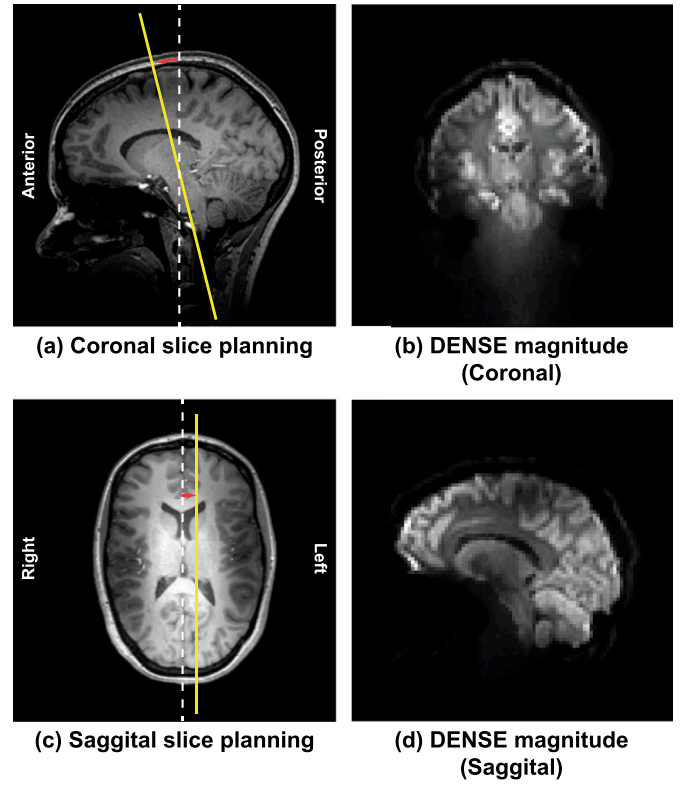 Anterior
Posterior
(a) Coronal slice planning
(b) DENSE magnitude
(Coronal)
Right
Left
(c) Saggital slice planning
(d) DENSE magnitude
(Saggital)